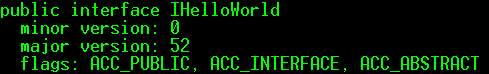 public interface IHelloWorld
minor version: 0
major version: 52
flags: ACC_PUBLIC, ACC_INTERFACE, ACC_ABSTRACT